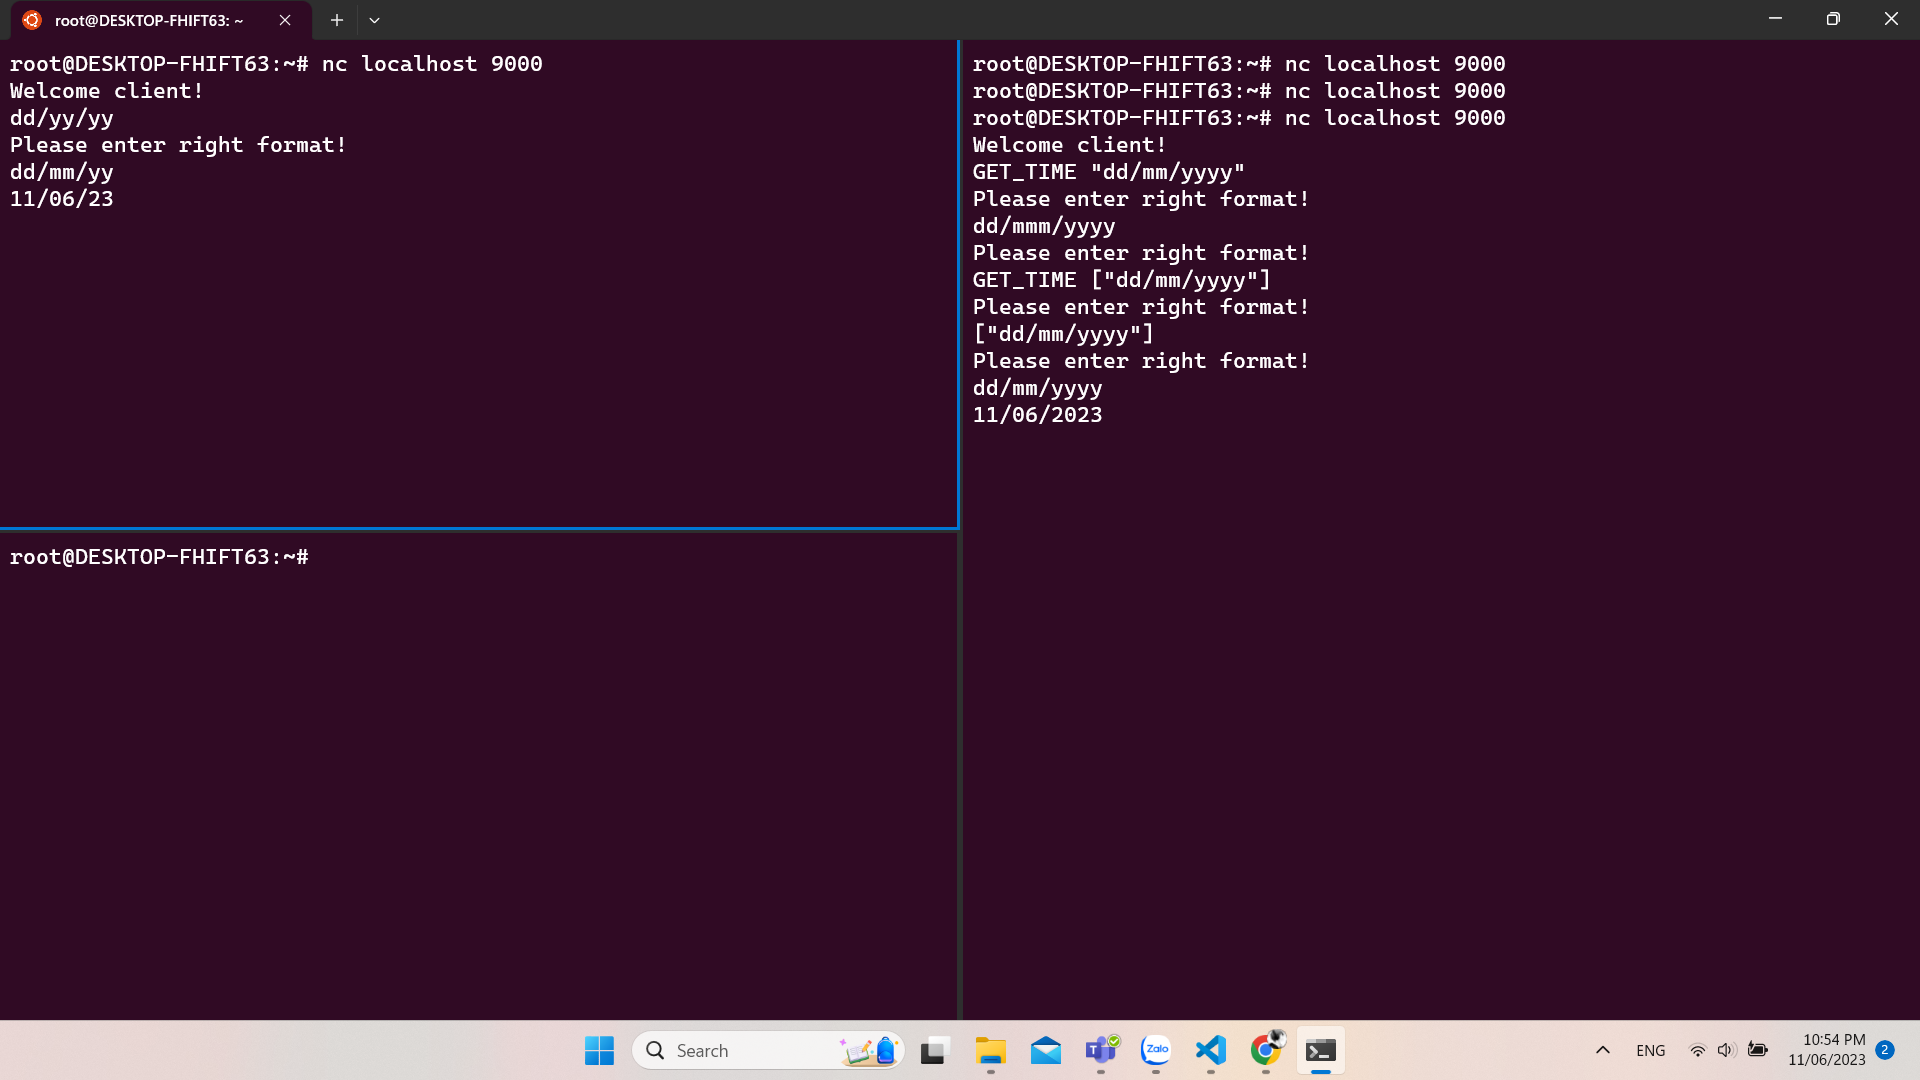 root@DESKTOP-FHIFT63: ~
root@DESKTOP-FHIFT63:~# nc localhost 9000
Welcome client!
dd/yy/yy
Please enter right format!
dd/mm/yy
11/06/23
root@DESKTOP-FHIFT63:~#
root@DESKTOP-FHIFT63:~# nc localhost 9000
root@DESKTOP-FHIFT63:~# nc localhost 9000
root@DESKTOP-FHIFT63:~# nc localhost 9000
Welcome client!
GET_TIME "dd/mm/yyyy"
Please enter right format!
dd/mmm/yyyy
Please enter right format!
GET_TIME ["dd/mm/yyyy"]
Please enter right format!
["dd/mm/yyyy"]
Please enter right format!
dd/mm/yyyy
11/06/2023
Search
Zalo
ENG
10:54 PM
11/06/2023
2